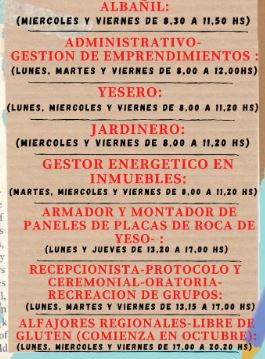 ALBAÑIL:
(MIERCOLES Y VIERNES DE 8.30 A 11,50 HS)
ADMINISTRATIVO-
GESTION DE EMPRENDIMIENTOS :
(LUNES, MARTES Y VIERNES DE 8,00 A 12,00HS)
YESERO:
(LUNES, MIERCOLES Y VIERNES DE 8,00 A 11,20 HS)
JARDINERO:
(MIERCOLES Y VIERNES DE 8,00 A 11,20 HS)
GESTOR ENERGETICO EN
INMUEBLES:
(MARTES, MIERCOLES Y VIERNES DE 8,00 A 11,20 HS)
ARMADOR Y MONTADOR DE
PANELES DE PLACAS DE ROCA DE
YESO- :
(LUNES Y JUEVES DE 13.20 A 17.00 HS)
RECEPCIONISTA-PROTOCOLO Y
CEREMONIAL-ORATORIA-
RECREACION DE GRUPOS:
(LUNES, MARTES Y VIERNES DE 13,15 A 17,00 HS)
ALFAJORES REGIONALES-LIBRE DE
GLUTEN (COMIENZA EN OCTUBRE):
(LUNES, MIERCOLES Y VIERNES DE 17.00 A 20.20 HS)